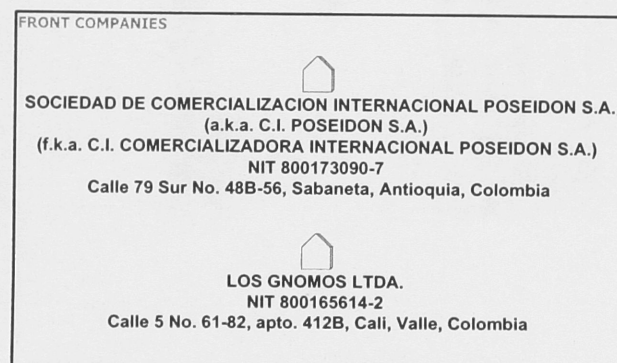 FRONT COMPANIES
SOCIEDAD DE COMERCIALIZACION INTERNACIONAL POSEIDON S.A.
(a.k.a. C.I. POSEIDON S.A.)
(f.k.a. C.I. COMERCIALIZADORA INTERNACIONAL POSEIDON S.A.)
NIT 800173090-7
Calle 79 Sur No. 48B-56, Sabaneta, Antioquia, Colombia
LOS GNOMOS LTDA.
NIT 800165614-2
Calle 5 No. 61-82, apto. 412B, Cali, Valle, Colombia